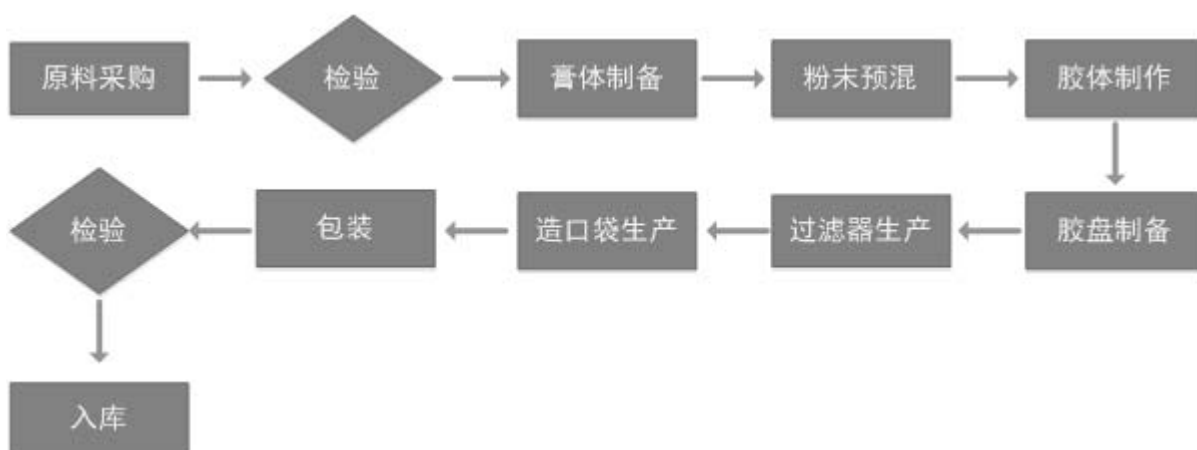 原料采购
检验
膏体制备
粉末预混
胶体制作
胶盘制备
过滤器生产
造口袋生产
包装
检验
入库